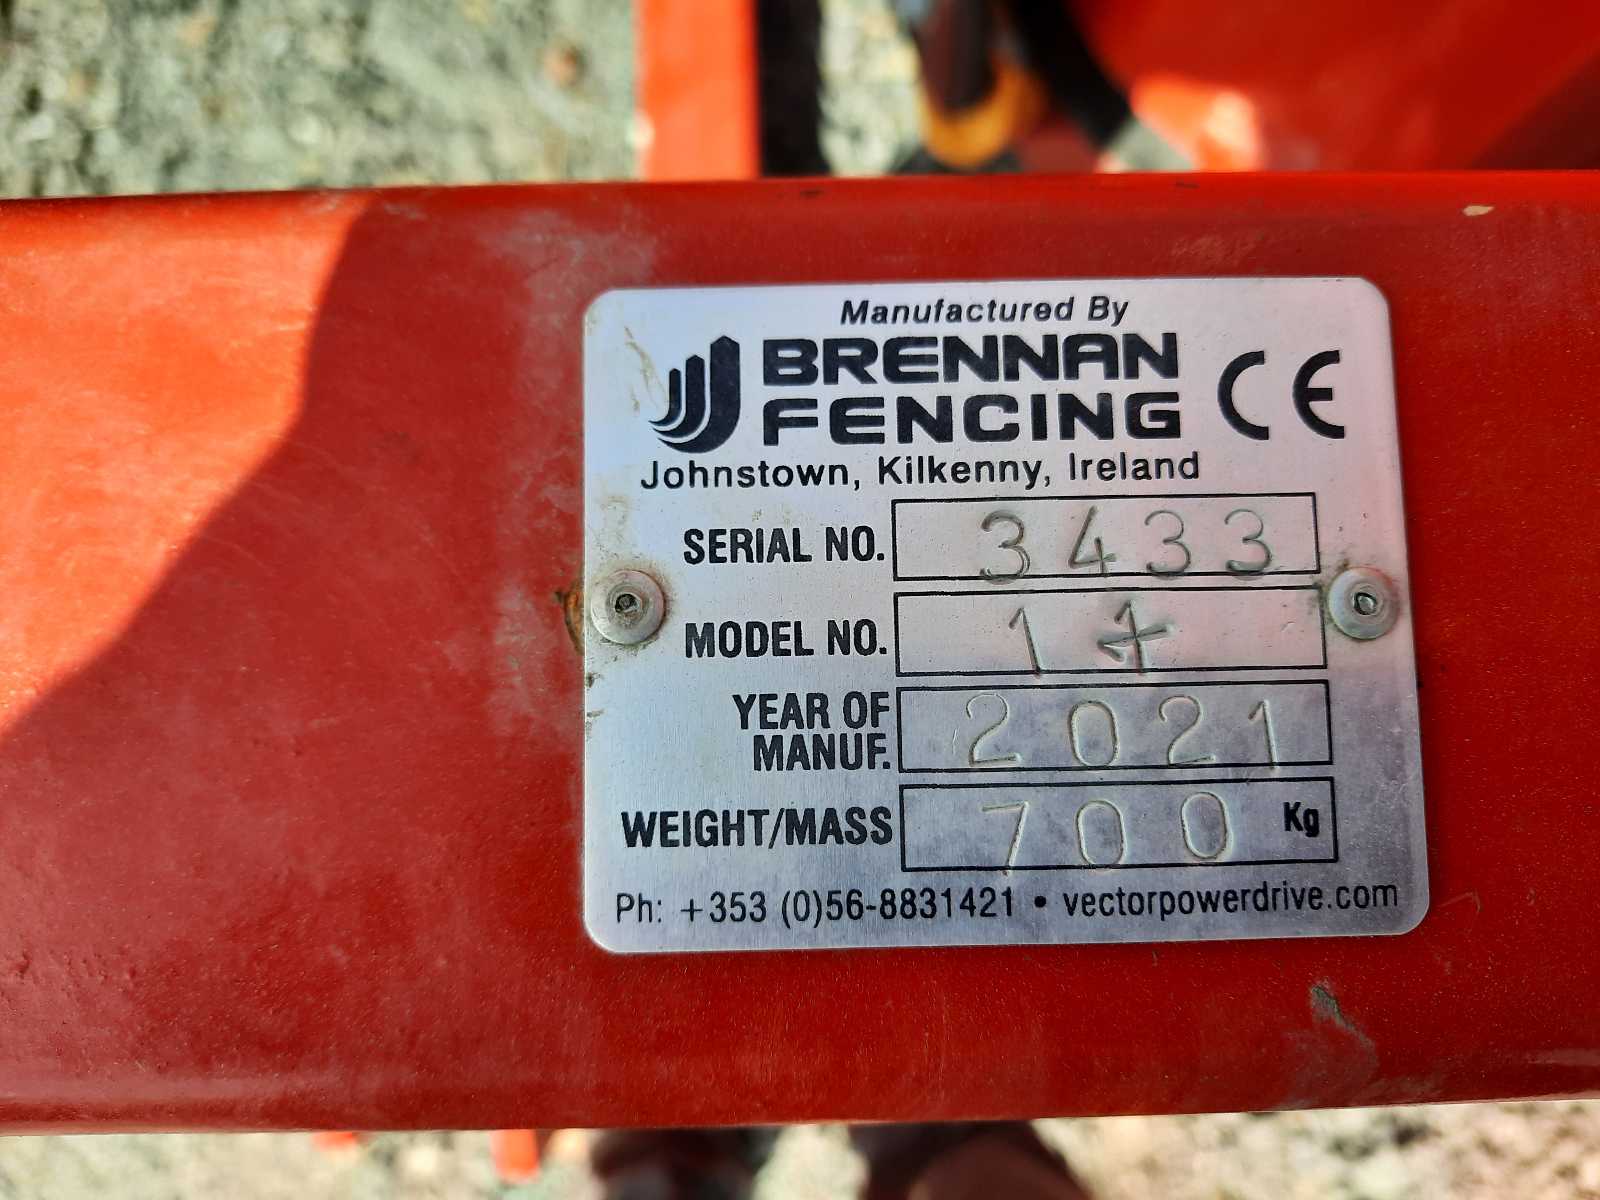 Manufactured By
BRENNAN
FENCING
CE
Johnstown, Kilkenny, Ireland
SERIAL NO. 3433
MODEL NO. 1
YEAR OF
MANUF. 2021
WEIGHT/MASS 700 Kg
Ph: +353 (0)56-8831421 • vectorpowerdrive.com